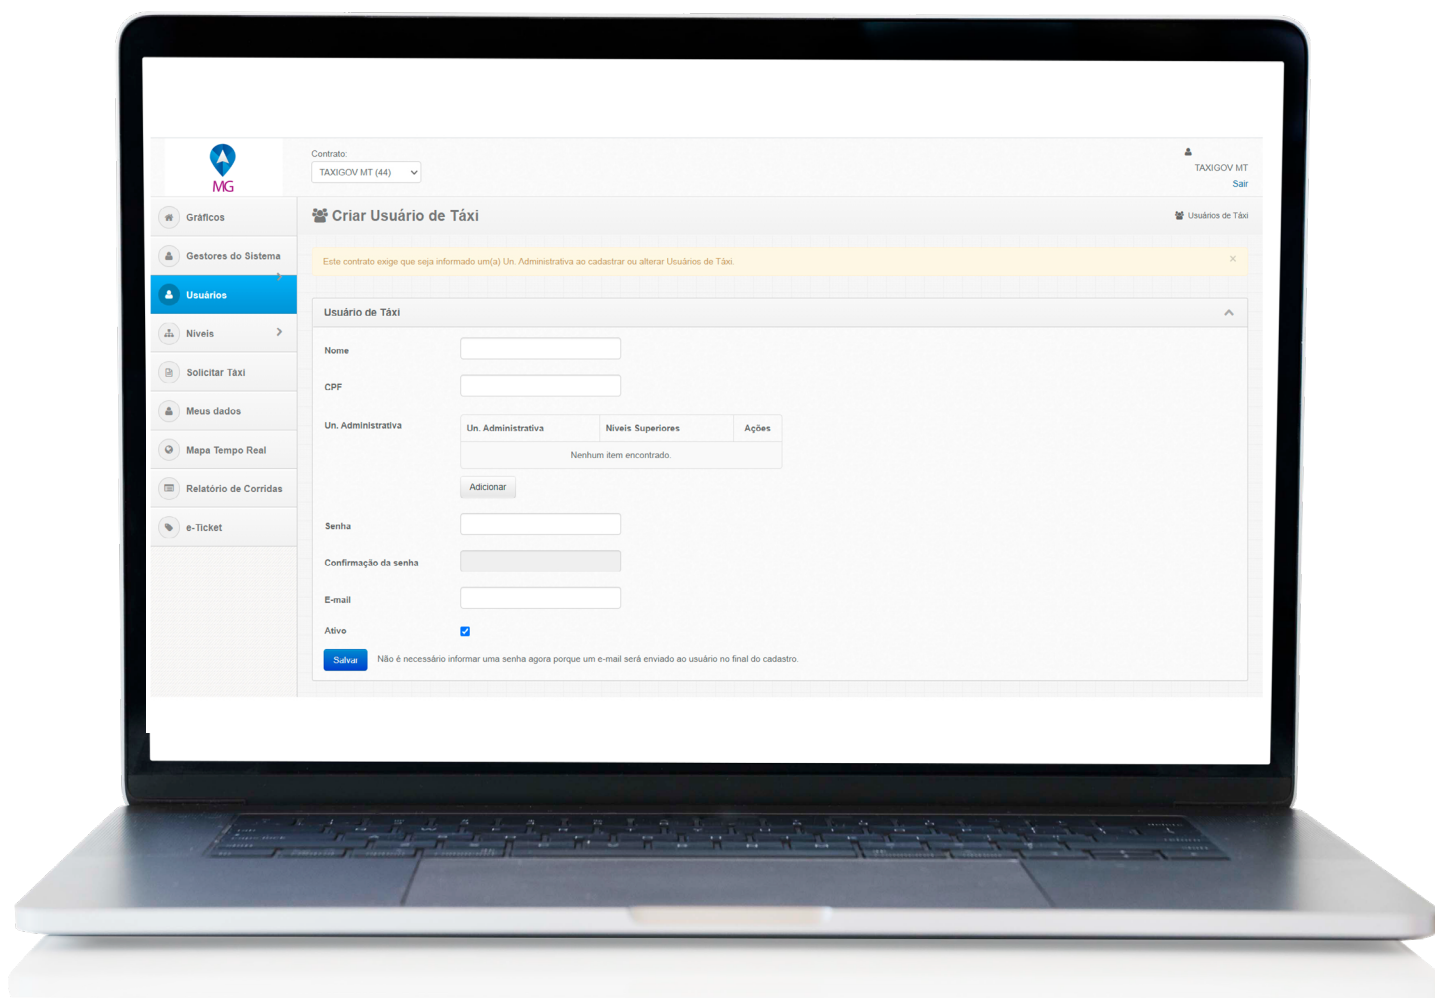 MG
Contrato:
TAXIGOV MT (44)
TAXIGOV MT
Sair
Gráficos
Gestores do Sistema
Usuários
Níveis
Solicitar Táxi
Meus dados
Mapa Tempo Real
Relatório de Corridas
e-Ticket
Criar Usuário de Táxi
Usuários de Táxi
Este contrato exige que seja informado um(a) Un. Administrativa ao cadastrar ou alterar Usuários de Táxi.
×
Usuário de Táxi
Nome
CPF
Un. Administrativa
Un. Administrativa Níveis Superiores Ações
Nenhum item encontrado.
Adicionar
Senha
Confirmação da senha
E-mail
Ativo
Salvar Não é necessário informar uma senha agora porque um e-mail será enviado ao usuário no final do cadastro.